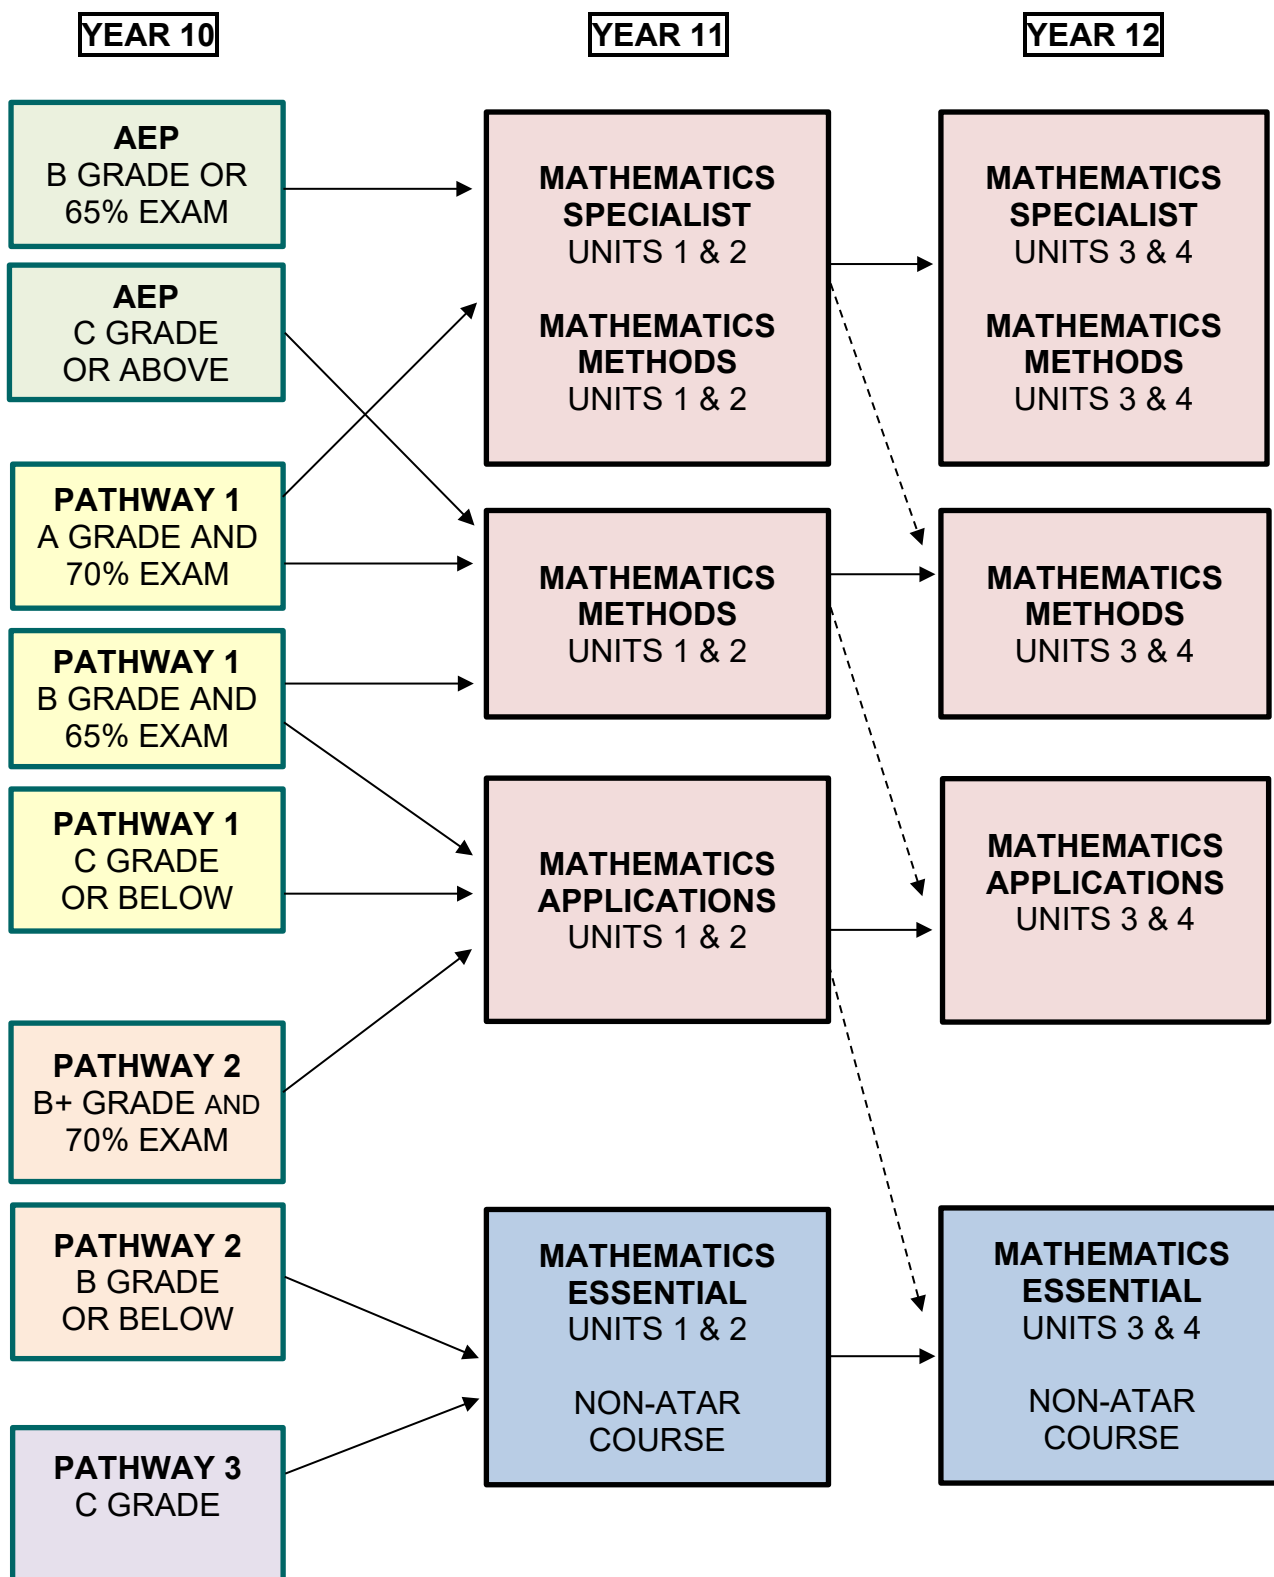 YEAR 10
YEAR 11
YEAR 12
AEP
B GRADE OR
65% EXAM
AEP
C GRADE
OR ABOVE
PATHWAY 1
A GRADE AND
70% EXAM
PATHWAY 1
B GRADE AND
65% EXAM
PATHWAY 1
C GRADE
OR BELOW
PATHWAY 2
B+ GRADE AND
70% EXAM
PATHWAY 2
B GRADE
OR BELOW
PATHWAY 3
C GRADE
MATHEMATICS
SPECIALIST
UNITS 1 & 2
MATHEMATICS
METHODS
UNITS 1 & 2
MATHEMATICS
METHODS
UNITS 1 & 2
MATHEMATICS
APPLICATIONS
UNITS 1 & 2
MATHEMATICS
ESSENTIAL
UNITS 1 & 2
NON-ATAR
COURSE
MATHEMATICS
SPECIALIST
UNITS 3 & 4
MATHEMATICS
METHODS
UNITS 3 & 4
MATHEMATICS
METHODS
UNITS 3 & 4
MATHEMATICS
APPLICATIONS
UNITS 3 & 4
MATHEMATICS
ESSENTIAL
UNITS 3 & 4
NON-ATAR
COURSE